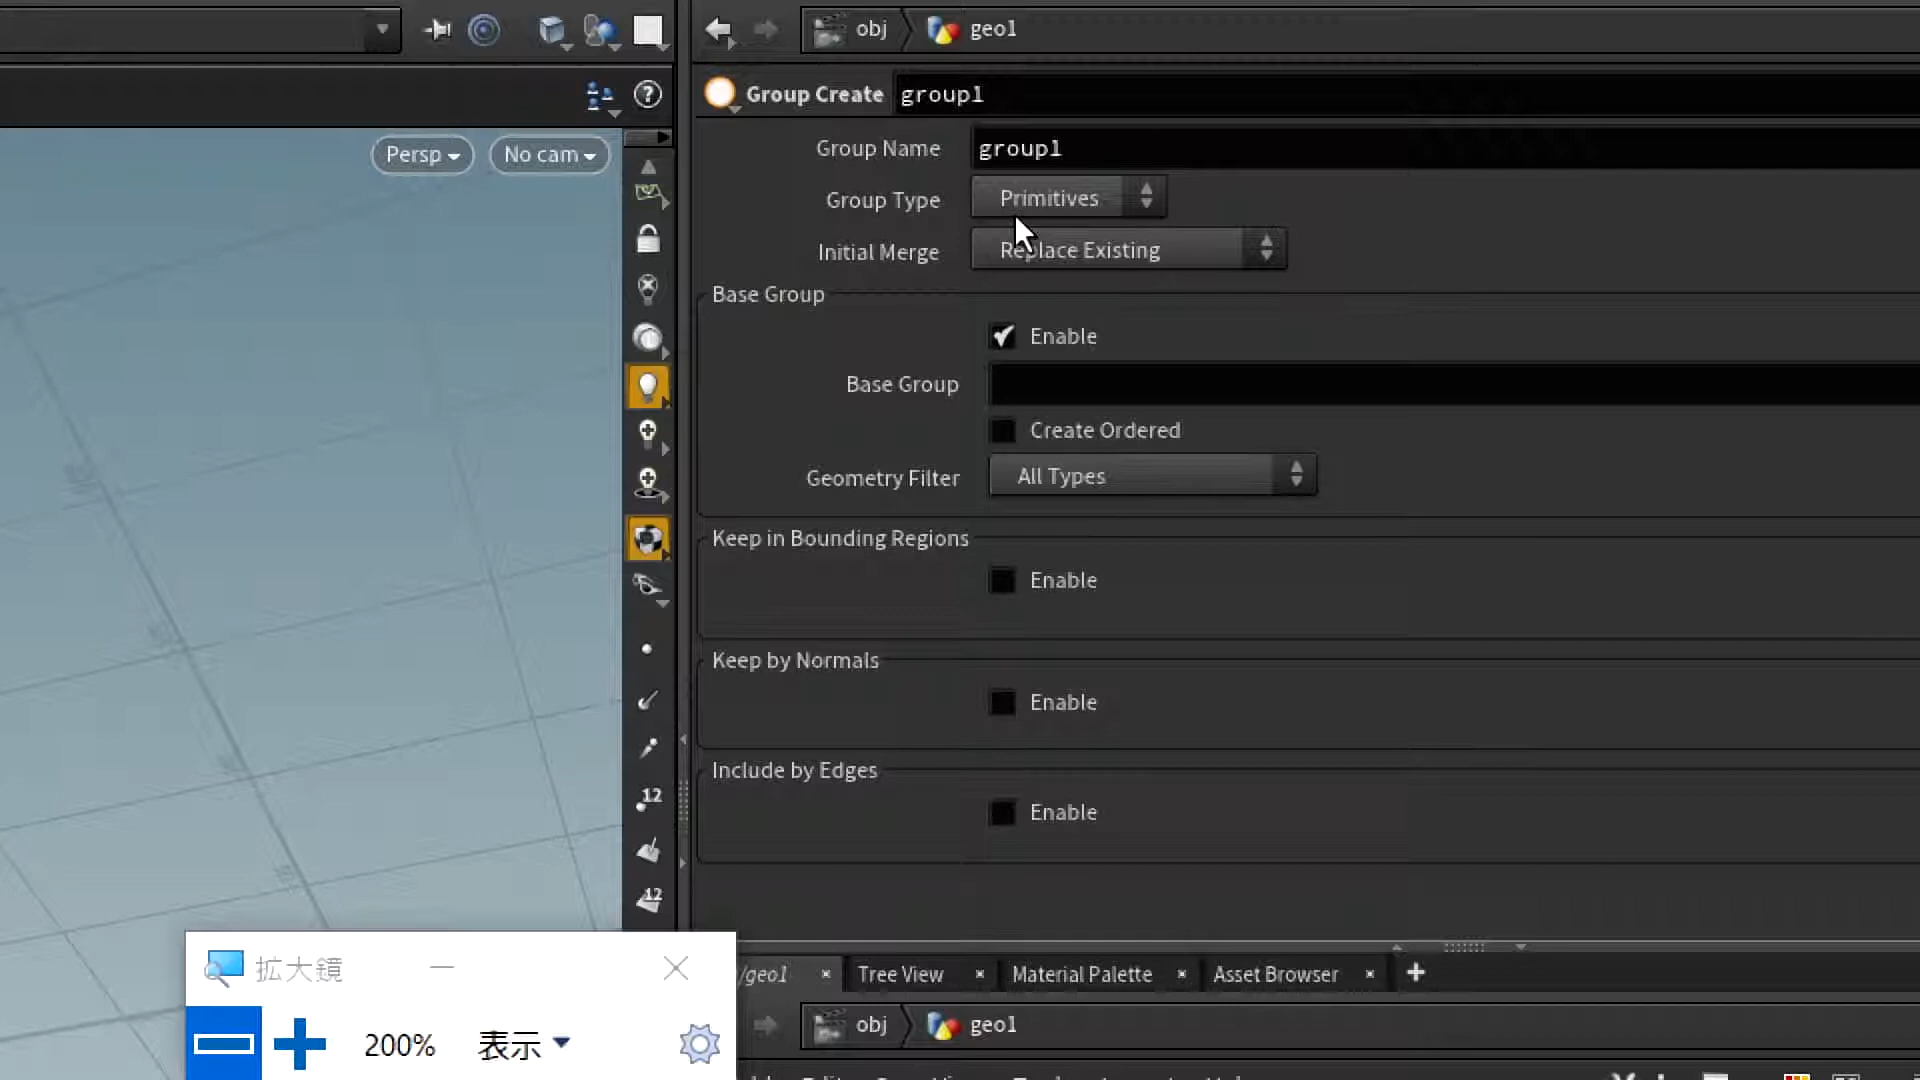 obj geo1
Group Create group1
Persp No cam
Group Name group1
Group Type Primitives
Initial Merge Replace Existing
Base Group
Enable
Base Group
Create Ordered
Geometry Filter All Types
Keep in Bounding Regions
Enable
Keep by Normals
Enable
Include by Edges
12
Enable
12
拡大鏡
/geo1 × Tree View × Material Palette × Asset Browser × +
obj geo1
200% 表示